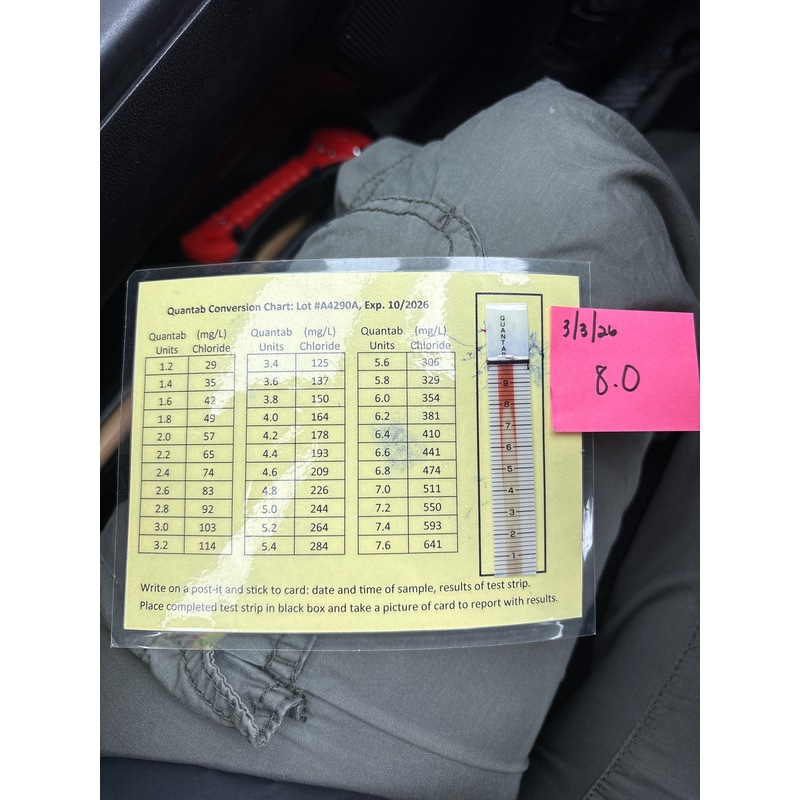 Quantab Conversion Chart: Lot #A4290A, Exp. 10/2026
Quantab Units (mg/L) Chloride Quantab Units (mg/L) Chloride Quantab Units (mg/L) Chloride
1.2 29 3.4 125 5.6 306
1.4 35 3.6 137 5.8 329
1.6 42 3.8 150 6.0 354
1.8 49 4.0 164 6.2 381
2.0 57 4.2 178 6.4 410
2.2 65 4.4 193 6.6 441
2.4 74 4.6 209 6.8 474
2.6 83 4.8 226 7.0 511
2.8 92 5.0 244 7.2 550
3.0 103 5.2 264 7.4 593
3.2 114 5.4 284 7.6 641
Write on a post-it and stick to card: date and time of sample, results of test strip.
Place completed test strip in black box and take a picture of card to report with results.
QUANTAB
9
8
7
6
5
4
3
2
1
3/3/26
8.0